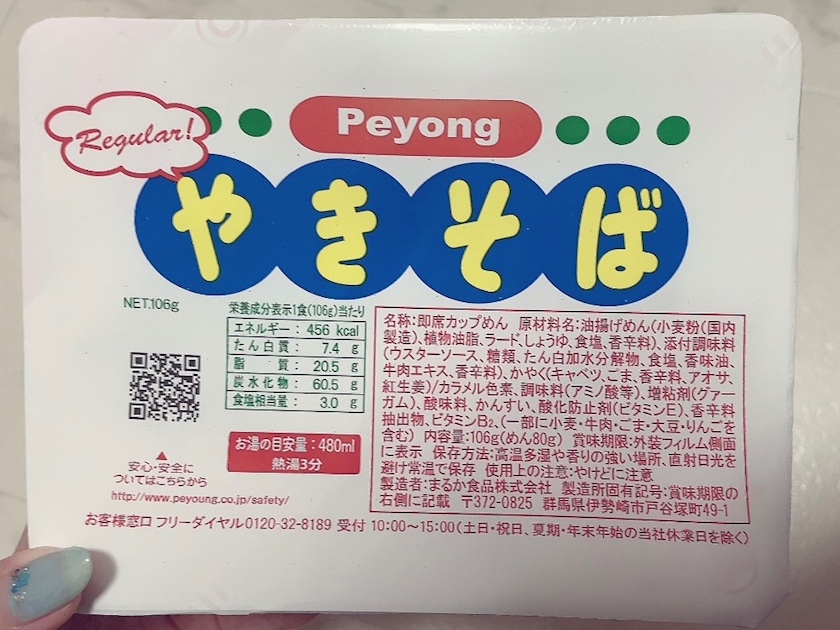 Regular!
Peyong
やきそば
NET.106g
栄養成分表示1食(106g)当たり
エネルギー: 456 kcal
たん白質: 7.4 g
脂質: 20.5 g
炭水化物: 60.5 g
食塩相当量: 3.0 g
お湯の目安量:480ml
熱湯3分
安心・安全に
ついてはこちらから
http://www.peyoung.co.jp/safety/
名称:即席カップめん 原材料名:油揚げめん(小麦粉(国内
製造)、植物油脂、ラード、しょうゆ、食塩、香辛料)、添付調味料
(ウスターソース、糖類、たん白加水分解物、食塩、香味油、
牛肉エキス、香辛料)、かやく(キャベツ、ごま、香辛料、アオサ、
紅生姜)/カラメル色素、調味料(アミノ酸等)、増粘剤(グァー
ガム)、酸味料、かんすい、酸化防止剤(ビタミンE)、香辛料
抽出物、ビタミンB₂、(一部に小麦・牛肉・ごま・大豆・りんごを
含む) 内容量:106g(めん80g) 賞味期限:外装フィルム側面
に表示 保存方法:高温多湿や香りの強い場所、直射日光を
避け常温で保存 使用上の注意:やけどに注意
製造者:まるか食品株式会社 製造所固有記号:賞味期限の
右側に記載 〒372-0825 群馬県伊勢崎市戸谷塚町49-1
お客様窓口 フリーダイヤル0120-32-8189 受付 10:00~15:00(土日・祝日、夏期・年末年始の当社休業日を除く)